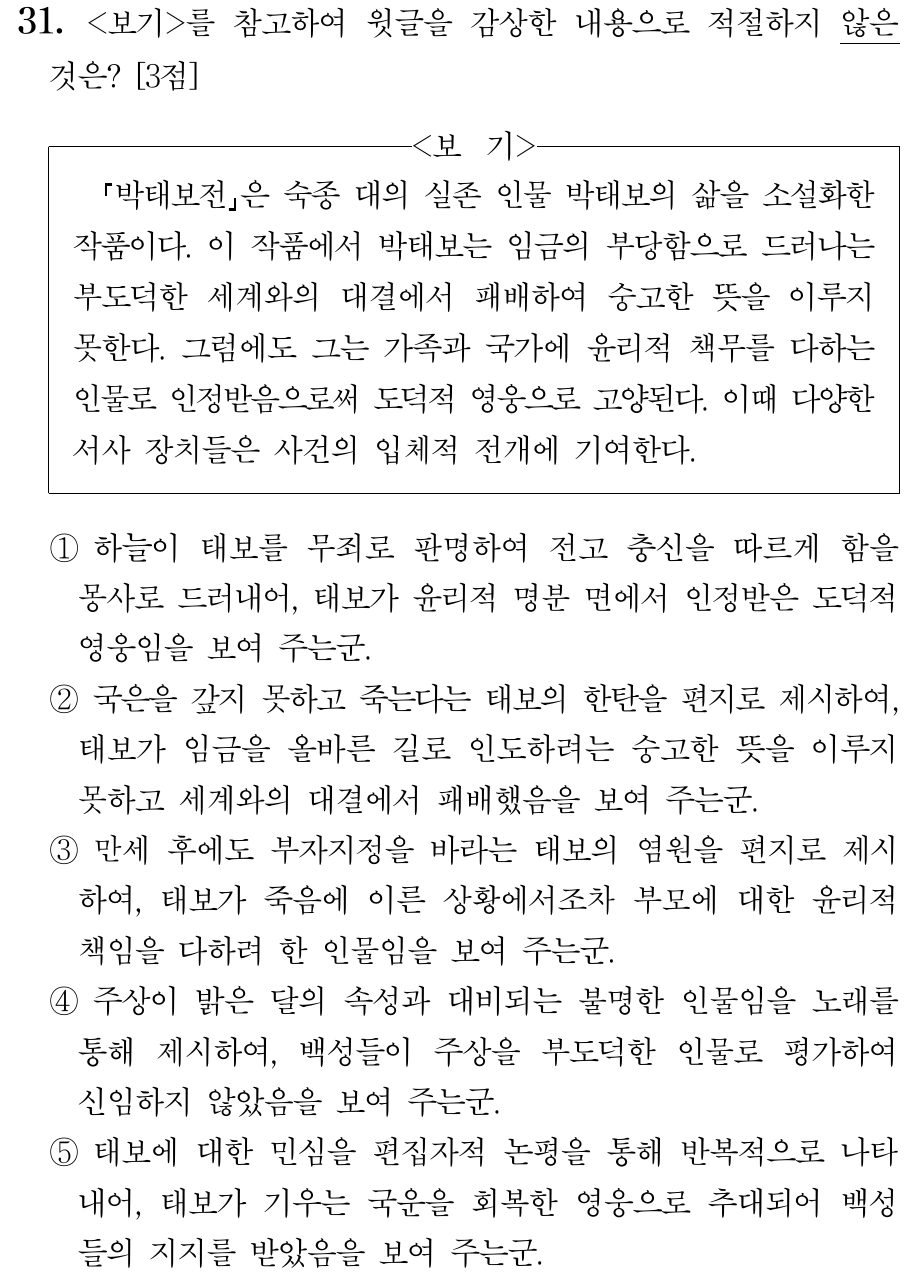 31. <보기>를 참고하여 윗글을 감상한 내용으로 적절하지 않은
것은? [3점]
<보 기>
｢박태보전｣은 숙종 대의 실존 인물 박태보의 삶을 소설화한
작품이다. 이 작품에서 박태보는 임금의 부당함으로 드러나는
부도덕한 세계와의 대결에서 패배하여 숭고한 뜻을 이루지
못한다. 그럼에도 그는 가족과 국가에 윤리적 책무를 다하는
인물로 인정받음으로써 도덕적 영웅으로 고양된다. 이때 다양한
서사 장치들은 사건의 입체적 전개에 기여한다.
① 하늘이 태보를 무죄로 판명하여 전고 충신을 따르게 함을
몽사로 드러내어, 태보가 윤리적 명분 면에서 인정받은 도덕적
영웅임을 보여 주는군.
② 국은을 갚지 못하고 죽는다는 태보의 한탄을 편지로 제시하여,
태보가 임금을 올바른 길로 인도하려는 숭고한 뜻을 이루지
못하고 세계와의 대결에서 패배했음을 보여 주는군.
③ 만세 후에도 부자지정을 바라는 태보의 염원을 편지로 제시
하여, 태보가 죽음에 이른 상황에서조차 부모에 대한 윤리적
책임을 다하려 한 인물임을 보여 주는군.
④ 주상이 밝은 달의 속성과 대비되는 불명한 인물임을 노래를
통해 제시하여, 백성들이 주상을 부도덕한 인물로 평가하여
신임하지 않았음을 보여 주는군.
⑤ 태보에 대한 민심을 편집자적 논평을 통해 반복적으로 나타
내어, 태보가 기우는 국운을 회복한 영웅으로 추대되어 백성
들의 지지를 받았음을 보여 주는군.